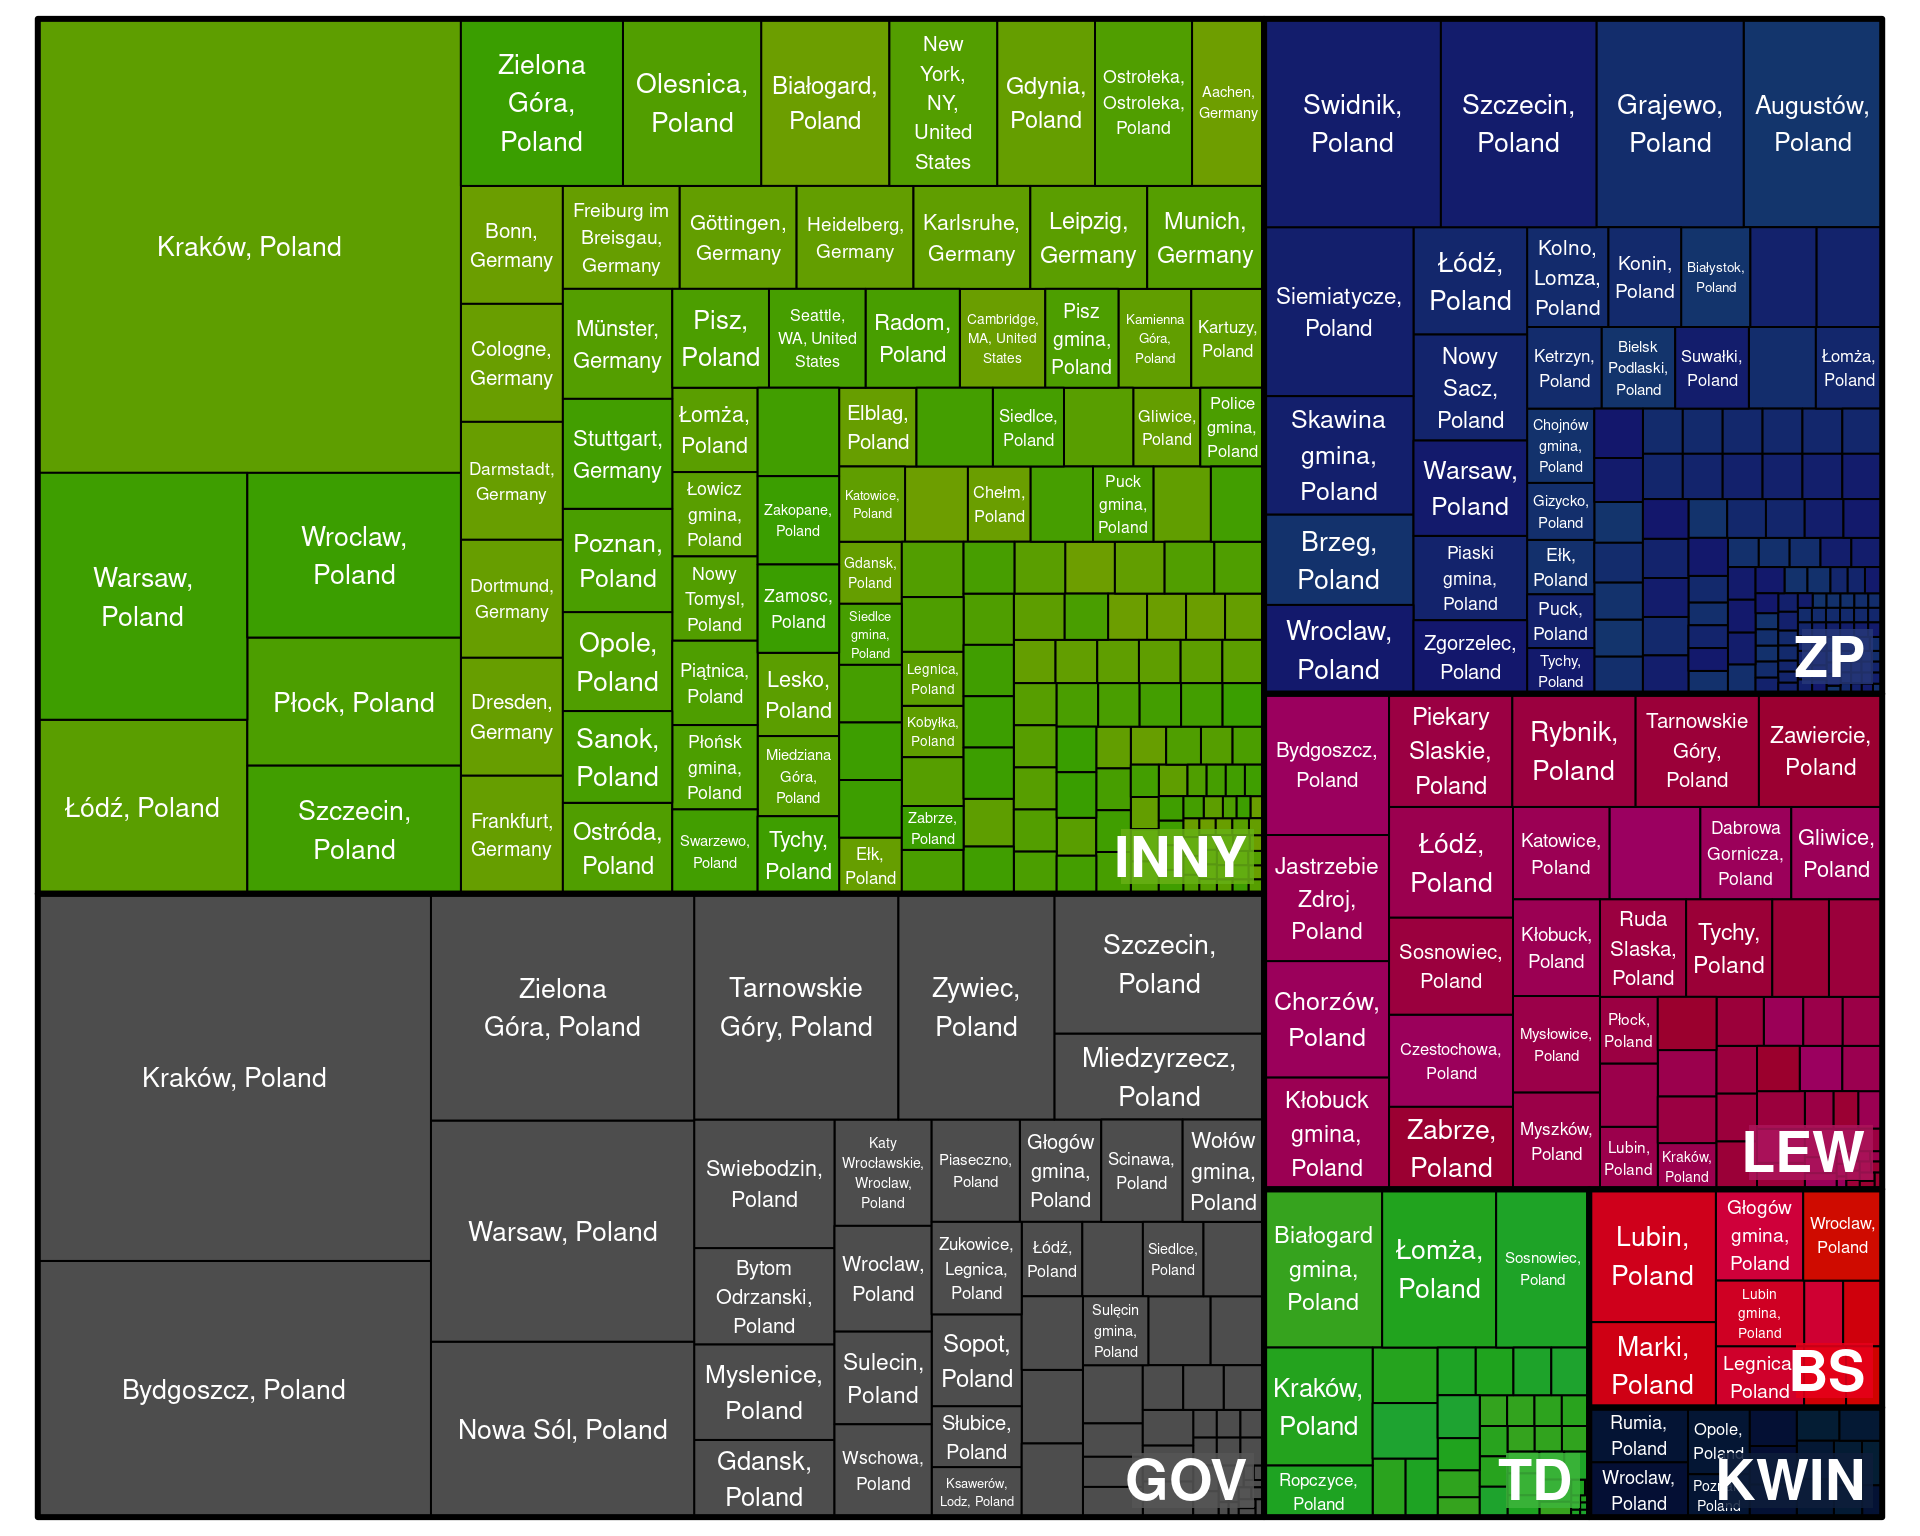 Kraków, Poland
Warsaw,
Poland
Wroclaw,
Poland
Płock, Poland
Łódź, Poland
Szczecin,
Poland
Zielona
Góra,
Poland
Olesnica,
Poland
Białogard,
Poland
New
York,
NY,
United
States
Gdynia,
Poland
Ostrołeka,
Ostroleka,
Poland
Aachen,
Germany
Bonn,
Germany
Freiburg im
Breisgau,
Germany
Göttingen,
Germany
Heidelberg,
Germany
Karlsruhe,
Germany
Leipzig,
Germany
Munich,
Germany
Cologne,
Germany
Darmstadt,
Germany
Dortmund,
Germany
Dresden,
Germany
Frankfurt,
Germany
Münster,
Germany
Stuttgart,
Germany
Poznan,
Poland
Opole,
Poland
Sanok,
Poland
Ostróda,
Poland
Pisz,
Poland
Seattle,
WA, United
States
Radom,
Poland
Cambridge,
MA, United
States
Pisz
gmina,
Poland
Kamienna
Góra,
Poland
Kartuzy,
Poland
Łomża,
Poland
Łowicz
gmina,
Poland
Nowy
Tomysl,
Poland
Piątnica,
Poland
Płońsk
gmina,
Poland
Swarzewo,
Poland
Zakopane,
Poland
Zamosc,
Poland
Lesko,
Poland
Miedziana
Góra,
Poland
Tychy,
Poland
Elblag,
Poland
Siedlce,
Poland
Gliwice,
Poland
Police
gmina,
Poland
Katowice,
Poland
Chełm,
Poland
Puck
gmina,
Poland
Gdansk,
Poland
Siedlce
gmina,
Poland
Legnica,
Poland
Kobyłka,
Poland
Zabrze,
Poland
Ełk,
Poland
INNY
Swidnik,
Poland
Szczecin,
Poland
Grajewo,
Poland
Augustów,
Poland
Siemiatycze,
Poland
Skawina
gmina,
Poland
Brzeg,
Poland
Wroclaw,
Poland
Łódź,
Poland
Nowy
Sacz,
Poland
Warsaw,
Poland
Piaski
gmina,
Poland
Zgorzelec,
Poland
Kolno,
Lomza,
Poland
Konin,
Poland
Białystok,
Poland
Ketrzyn,
Poland
Bielsk
Podlaski,
Poland
Suwałki,
Poland
Łomża,
Poland
Chojnów
gmina,
Poland
Gizycko,
Poland
Ełk,
Poland
Puck,
Poland
Tychy,
Poland
ZP
Kraków, Poland
Bydgoszcz, Poland
Zielona
Góra, Poland
Warsaw, Poland
Nowa Sól, Poland
Tarnowskie
Góry, Poland
Zywiec,
Poland
Szczecin,
Poland
Miedzyrzecz,
Poland
Swiebodzin,
Poland
Bytom
Odrzanski,
Poland
Myslenice,
Poland
Gdansk,
Poland
Katy
Wrocławskie,
Wroclaw,
Poland
Wroclaw,
Poland
Sulecin,
Poland
Wschowa,
Poland
Piaseczno,
Poland
Głogów
gmina,
Poland
Scinawa,
Poland
Wołów
gmina,
Poland
Zukowice,
Legnica,
Poland
Sopot,
Poland
Słubice,
Poland
Ksawerów,
Lodz, Poland
Łódź,
Poland
Siedlce,
Poland
Sulęcin
gmina,
Poland
GOV
Bydgoszcz,
Poland
Jastrzebie
Zdroj,
Poland
Chorzów,
Poland
Kłobuck
gmina,
Poland
Piekary
Slaskie,
Poland
Rybnik,
Poland
Tarnowskie
Góry,
Poland
Zawiercie,
Poland
Łódź,
Poland
Sosnowiec,
Poland
Czestochowa,
Poland
Zabrze,
Poland
Katowice,
Poland
Dabrowa
Gornicza,
Poland
Gliwice,
Poland
Kłobuck,
Poland
Ruda
Slaska,
Poland
Tychy,
Poland
Mysłowice,
Poland
Myszków,
Poland
Płock,
Poland
Lubin,
Poland
Kraków,
Poland
LEW
Białogard
gmina,
Poland
Łomża,
Poland
Sosnowiec,
Poland
Kraków,
Poland
Ropczyce,
Poland
TD
Lubin,
Poland
Marki,
Poland
Głogów
gmina,
Poland
Wroclaw,
Poland
Lubin
gmina,
Poland
Legnica
Poland
BS
Rumia,
Poland
Wroclaw,
Poland
Opole,
Poland
Poland
KWIN